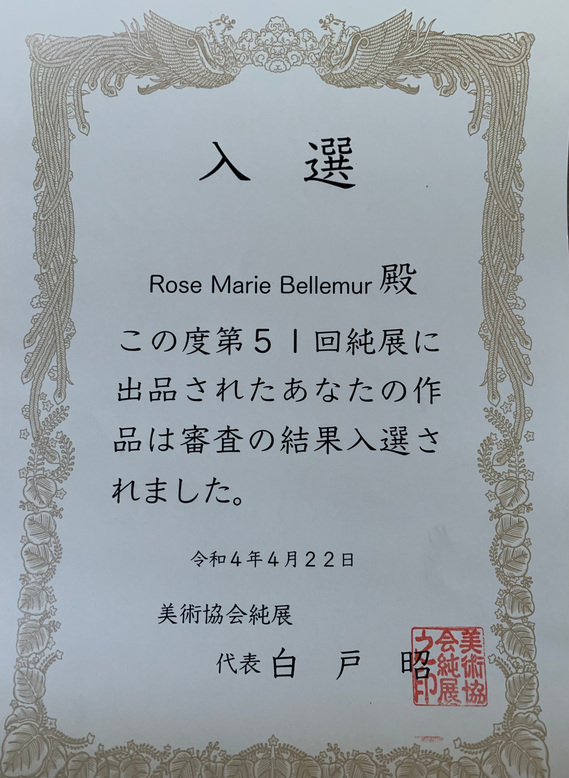 入 選
Rose Marie Bellemur 殿
この度第51回純展に
出品されたあなたの作
品は審査の結果入選さ
れました。
令和4年4月22日
美術協会純展
代表 白 戸 昭
美術協
会純展
之印